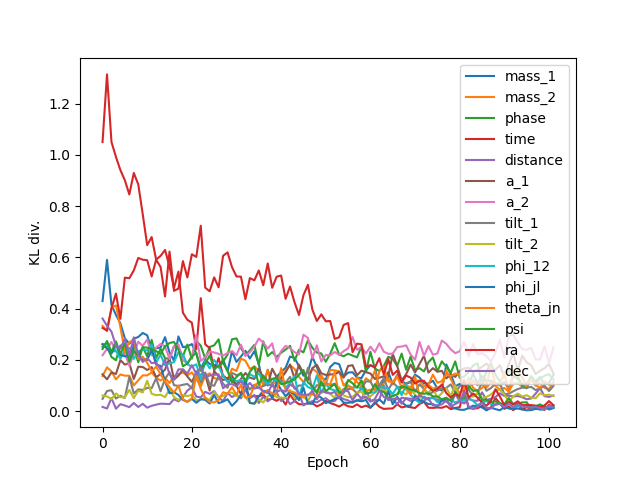 KL div.
1.2
1.0
0.8
0.6
0.4
0.2
0.0
0
20
40
60
80
100
Epoch
mass_1
mass_2
phase
time
distance
a_1
a_2
tilt_1
tilt_2
phi_12
phi_jl
theta_jn
psi
ra
dec